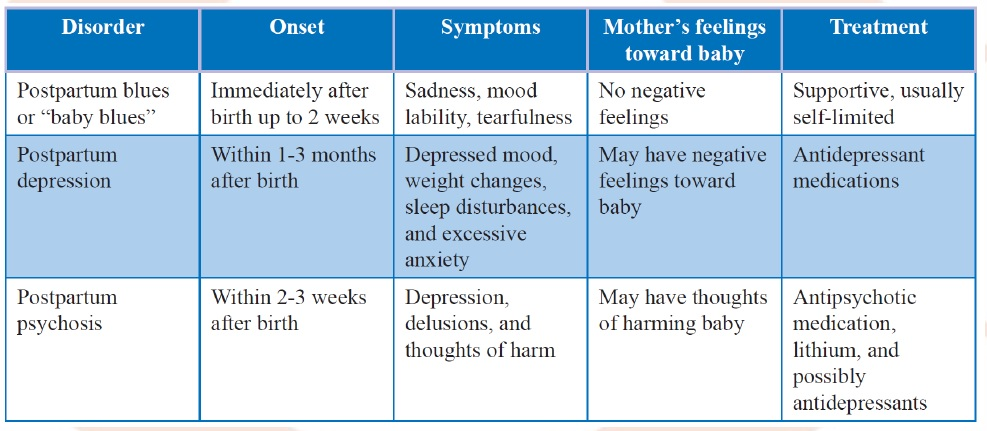 Disorder
Onset
Symptoms
Mother's feelings
toward baby
Treatment
Postpartum blues
or “baby blues”
Immediately after
birth up to 2 weeks
Sadness, mood
lability, tearfulness
No negative
feelings
Supportive, usually
self-limited
Postpartum
depression
Within 1-3 months
after birth
Depressed mood,
weight changes,
sleep disturbances,
and excessive
anxiety
May have negative
feelings toward
baby
Antidepressant
medications
Postpartum
psychosis
Within 2-3 weeks
after birth
Depression,
delusions, and
thoughts of harm
May have thoughts
of harming baby
Antipsychotic
medication,
lithium, and
possibly
antidepressants